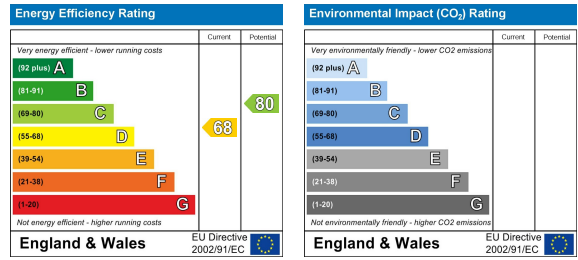 Energy Efficiency Rating
Current Potential
Very energy efficient - lower running costs
(92 plus) A
(81-91) B
(69-80) C
(55-68) D
(39-54) E
(21-38) F
(1-20) G
68
80
Not energy efficient - higher running costs
England & Wales
EU Directive
2002/91/EC
Environmental Impact (CO₂) Rating
Current Potential
Very environmentally friendly - lower CO2 emissions
(92 plus) A
(81-91) B
(69-80) C
(55-68) D
(39-54) E
(21-38) F
(1-20) G
Not environmentally friendly - higher CO2 emissions
England & Wales
EU Directive
2002/91/EC